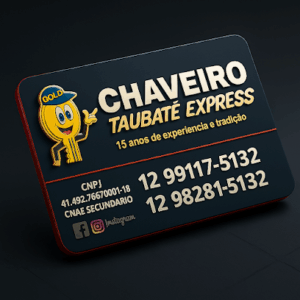 GOLD
CHAVEIRO
TAUBATÉ EXPRESS
15 anos de experiencia e tradição
CNPJ
41.492.76670001-18
CNAE SECUNDARIO
12 99117-5132
12 98281-5132
Instagram